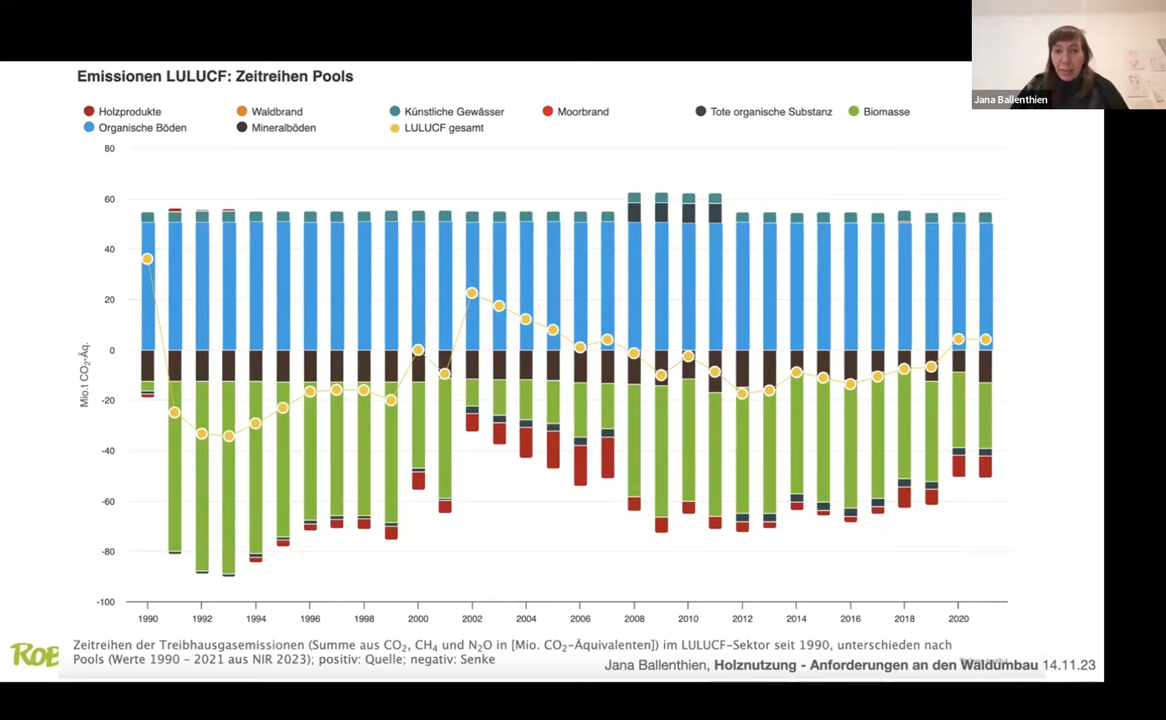 Jana Ballenthien
Emissionen LULUCF: Zeitreihen Pools
Holzprodukte Waldbrand Künstliche Gewässer Moorbrand Tote organische Substanz Biomasse
Organische Böden Mineralböden LULUCF gesamt
80
60
40
20
0
-20
-40
-60
-80
-100
Mio.t CO₂-Äq.
1990 1992 1994 1996 1998 2000 2002 2004 2006 2008 2010 2012 2014 2016 2018 2020
Zeitreihen der Treibhausgasemissionen (Summe aus CO₂, CH₄ und N₂O in [Mio. CO₂-Äquivalenten]) im LULUCF-Sektor seit 1990, unterschieden nach
Pools (Werte 1990 - 2021 aus NIR 2023); positiv: Quelle; negativ: Senke
ROB
Jana Ballenthien, Holznutzung - Anforderungen an den Waldumbau 14.11.23